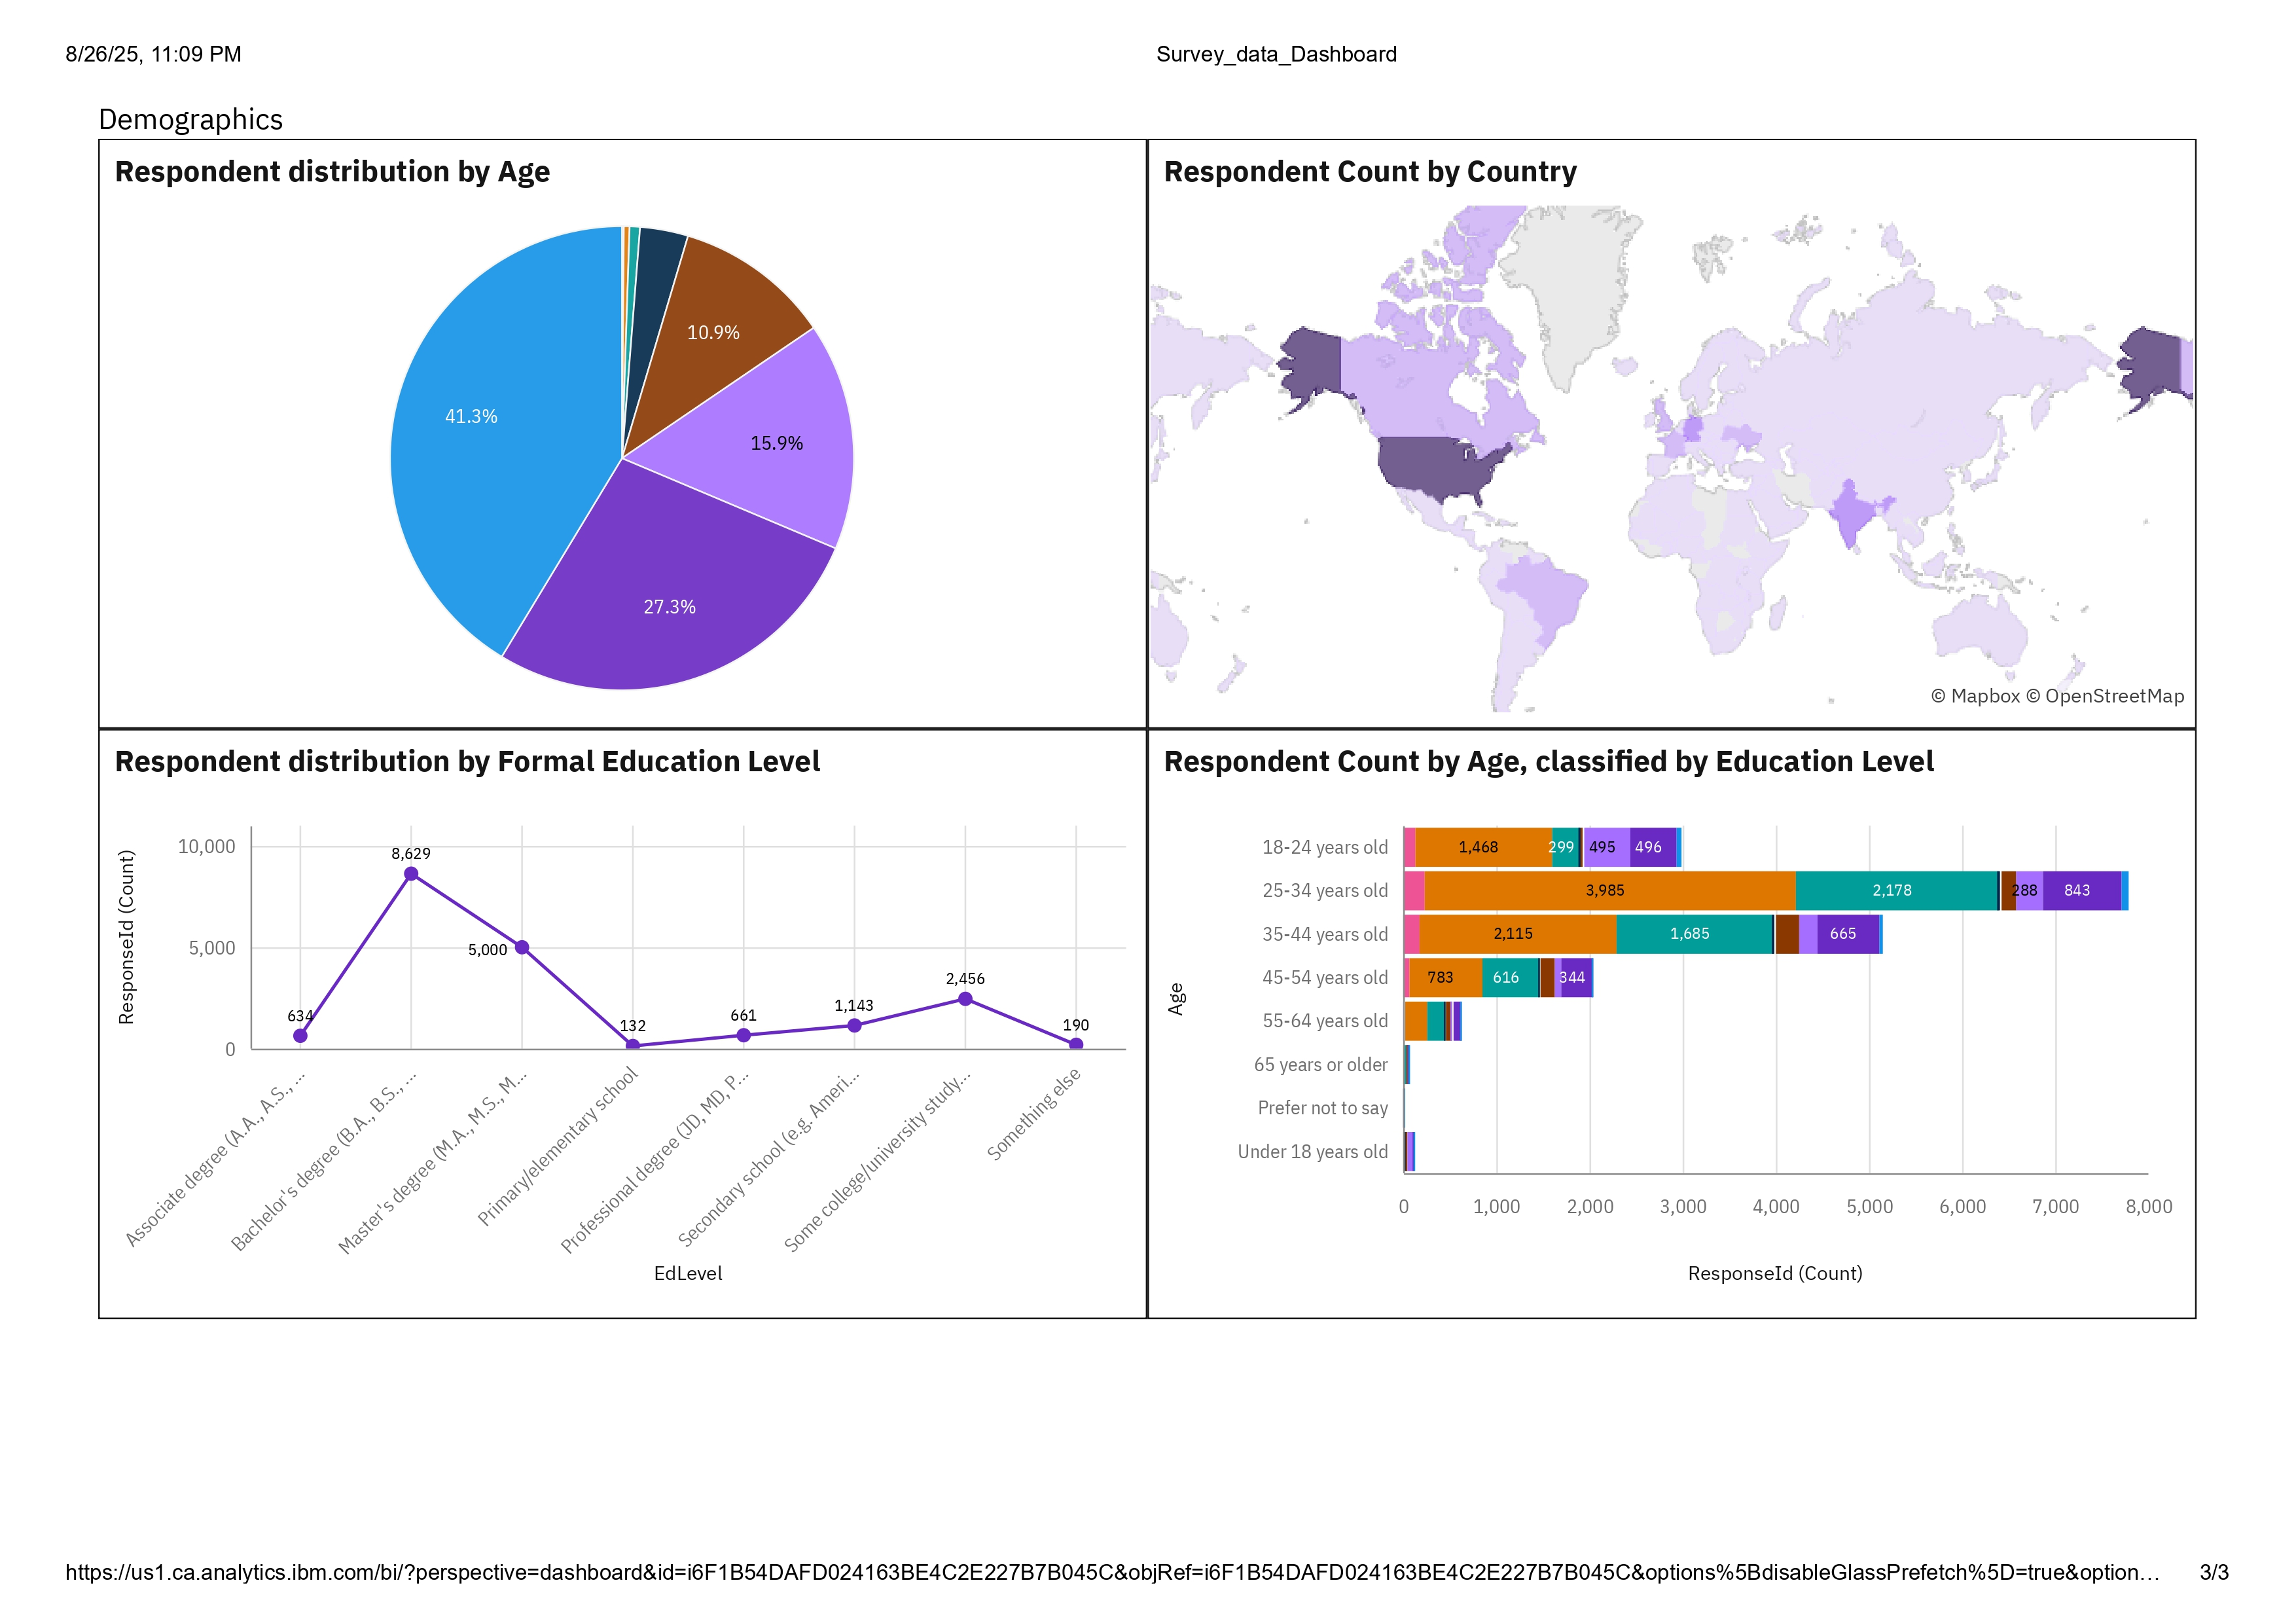 8/26/25, 11:09 PM
Survey_data_Dashboard
Demographics
Respondent distribution by Age
10.9%
41.3%
15.9%
27.3%
Respondent Count by Country
© Mapbox © OpenStreetMap
Respondent distribution by Formal Education Level
ResponseId (Count)
10,000
5,000
0
634
8,629
5,000
132
661
1,143
2,456
190
Associate degree (A.A., A.S., ...
Bachelor's degree (B.A., B.S., ...
Master's degree (M.A., M.S., M...
Primary/elementary school
Professional degree (JD, MD, P...
Secondary school (e.g. Ameri...
Some college/university study...
Something else
EdLevel
Respondent Count by Age, classified by Education Level
Age
18-24 years old
1,468 299 495 496
25-34 years old
3,985 2,178 288 843
35-44 years old
2,115 1,685 665
45-54 years old
783 616 344
55-64 years old
65 years or older
Prefer not to say
Under 18 years old
0 1,000 2,000 3,000 4,000 5,000 6,000 7,000 8,000
ResponseId (Count)
https://us1.ca.analytics.ibm.com/bi/?perspective=dashboard&id=i6F1B54DAFD024163BE4C2E227B7B045C&objRef=i6F1B54DAFD024163BE4C2E227B7B045C&options%5BdisableGlassPrefetch%5D=true&option…
3/3